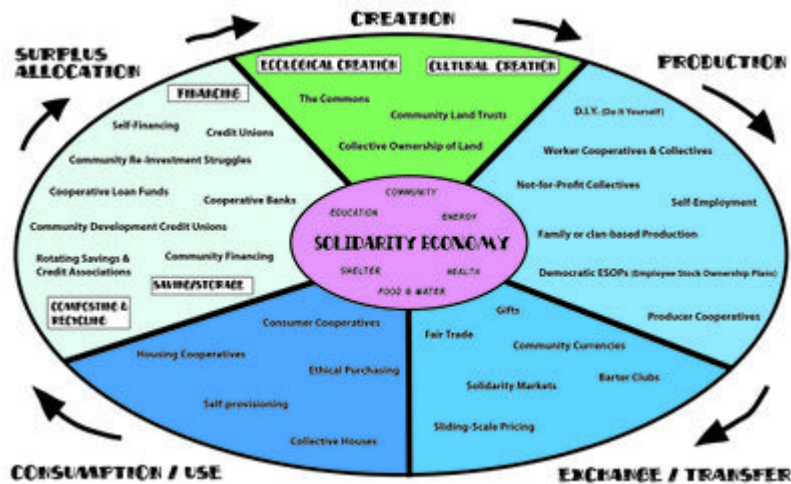 CREATION
SURPLUS
ALLOCATION
PRODUCTION
ECOLOGICAL CREATION
CULTURAL CREATION
The Commons
Community Land Trusts
Collective Ownership of Land
FINANCING
Self-Financing
Credit Unions
Community Re-Investment Struggles
Cooperative Loan Funds
Cooperative Banks
Community Development Credit Unions
Rotating Savings &
Credit Associations
Community Financing
SAVING/STORAGE
COMPOSTING &
RECYCLING
D.I.Y. (Do It Yourself)
Worker Cooperatives & Collectives
Not-for-Profit Collectives
Self-Employment
Family or clan-based Production
Democratic ESOPs (Employee Stock Ownership Plans)
Producer Cooperatives
COMMUNITY
EDUCATION
ENERGY
SOLIDARITY ECONOMY
SHELTER
HEALTH
FOOD & WATER
Consumer Cooperatives
Housing Cooperatives
Ethical Purchasing
Self provisioning
Collective Houses
Gifts
Fair Trade
Community Currencies
Solidarity Markets
Barter Clubs
Sliding-Scale Pricing
CONSUMPTION / USE
EXCHANGE / TRANSFER